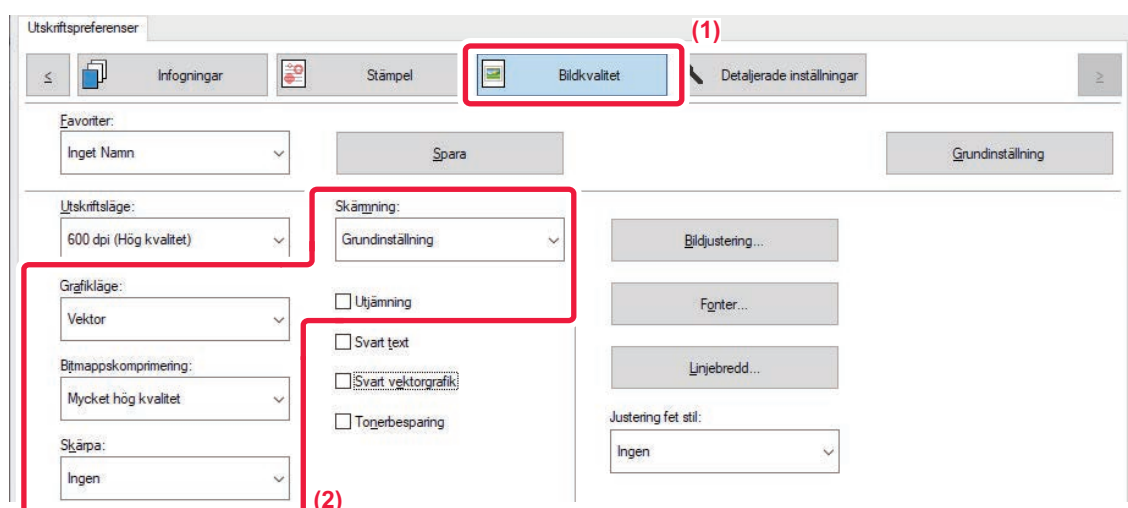 Utskriftspreferenser
(1)
≤ Infogningar Stämpel Bildkvalitet Detaljerade inställningar ≥
Favoriter:
Inget Namn Spara Grundinställning
Utskriftsläge: Skärmning:
600 dpi (Hög kvalitet) Grundinställning Bildjustering...
Grafikläge: Utjämning Fonter...
Vektor
Svart text
Bitmappskomprimering: Linjebredd...
Mycket hög kvalitet Svart vektorgrafik
Tonerbesparing Justering fet stil:
Skärpa:
Ingen Ingen
(2)